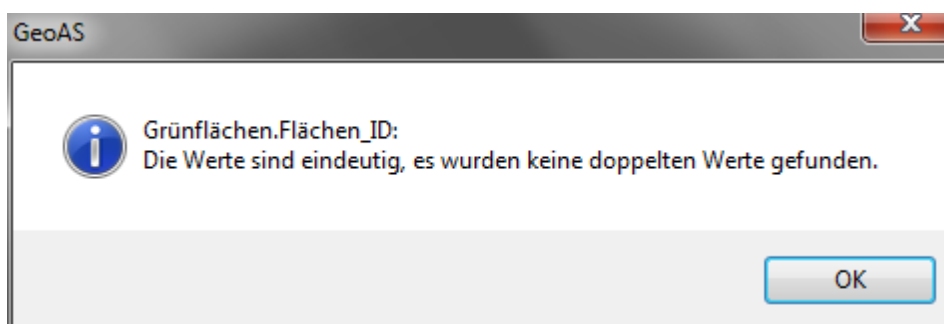 GeoAS
Grünflächen.Flächen_ID:
Die Werte sind eindeutig, es wurden keine doppelten Werte gefunden.
OK